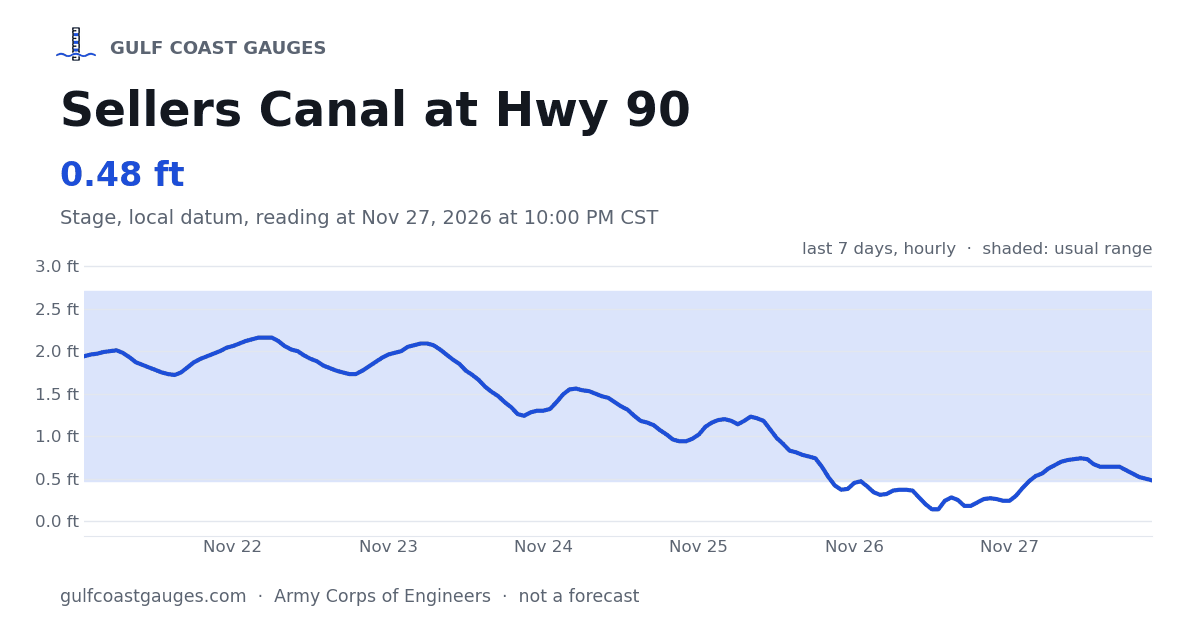 GULF COAST GAUGES
Sellers Canal at Hwy 90
0.48 ft
Stage, local datum, reading at Nov 27, 2026 at 10:00 PM CST
last 7 days, hourly · shaded: usual range
3.0 ft
2.5 ft
2.0 ft
1.5 ft
1.0 ft
0.5 ft
0.0 ft
Nov 22 Nov 23 Nov 24 Nov 25 Nov 26 Nov 27
gulfcoastgauges.com · Army Corps of Engineers · not a forecast